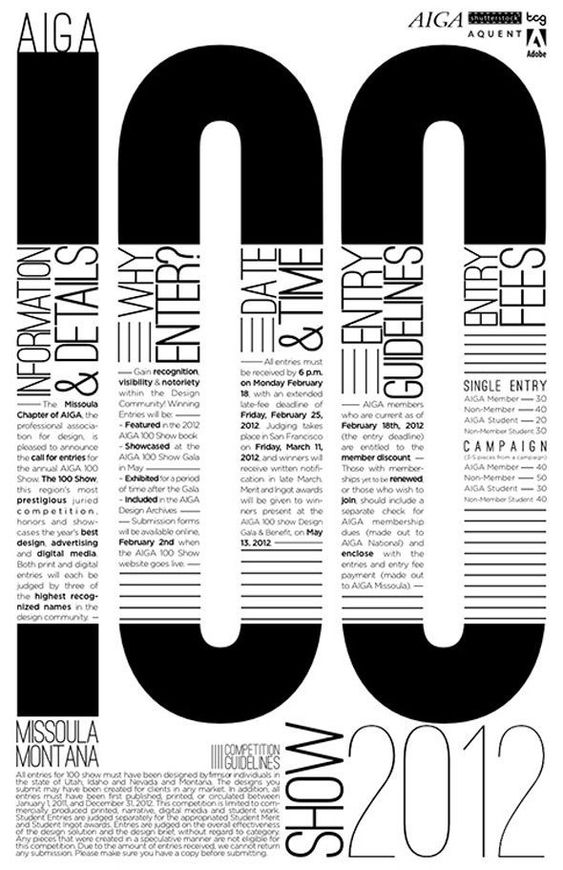 AIGA
AIGA shutterstock tcg
AQUENT Adobe
100
INFORMATION
& DETAILS
The Missoula
Chapter of AIGA, the
professional associa-
tion for design, is
pleased to announce
the call for entries for
the annual AIGA 100
Show. The 100 Show,
this region's most
prestigious juried
competition,
honors and show-
cases the year's best
design, advertising
and digital media.
Both print and digital
entries will each be
judged by three of
the highest recog-
nized names in the
design community.
WHY
ENTER?
Gain recognition,
visibility & notoriety
within the Design
Community! Winning
Entries will be:
- Featured in the 2012
AIGA 100 Show book
- Showcased at the
AIGA 100 Show Gala
in May
- Exhibited for a period
of time after the Gala
- Included in the AIGA
Design Archives
Submission forms
will be available online,
February 2nd when
the AIGA 100 Show
website goes live.
DATE
& TIME
All entries must
be received by 6 p.m.
on Monday February
18, with an extended
late-fee deadline of
Friday, February 25,
2012. Judging takes
place in San Francisco
on Friday, March 11,
2012, and winners will
receive written notifi-
cation in late March.
Merit and Ingot awards
will be given to win-
ners present at the
AIGA 100 show Design
Gala & Benefit, on May
13, 2012
ENTRY
GUIDELINES
AIGA members
who are current as of
February 18th, 2012
(the entry deadline)
are entitled to the
member discount
Those with member-
ships yet to be renewed,
or those who wish to
join, should include a
separate check for
AIGA membership
dues (made out to
AIGA National) and
enclose with the
entries and entry fee
payment (made out
to AIGA Missoula).
ENTRY
FEES
SINGLE ENTRY
AIGA Member — 30
Non-Member — 40
AIGA Student — 20
Non-Member Student 30
CAMPAIGN
(3-5 pieces from a campaign)
AIGA Member — 40
Non-Member — 50
AIGA Student — 30
Non-Member Student 40
MISSOULA
MONTANA
COMPETITION
GUIDELINES
All entries for 100 show must have been designed by firms or individuals in
the state of Utah, Idaho and Nevada and Montana. The designs you
submit may have been created for clients in any market. In addition, all
entries must have been first published, printed, or circulated between
January 1, 2011, and December 31, 2012. This competition is limited to com-
mercially produced printed, narrative, digital media and student work.
Student Entries are judged separately for the appropriated Student Merit
and Student Ingot awards. Entries are judged on the overall effectiveness
of the design solution and the design brief, without regard to category.
Any pieces that were created in a speculative manner are not eligible for
this competition. Due to the amount of entries received, we cannot return
any submission. Please make sure you have a copy before submitting.
SHOW
2012